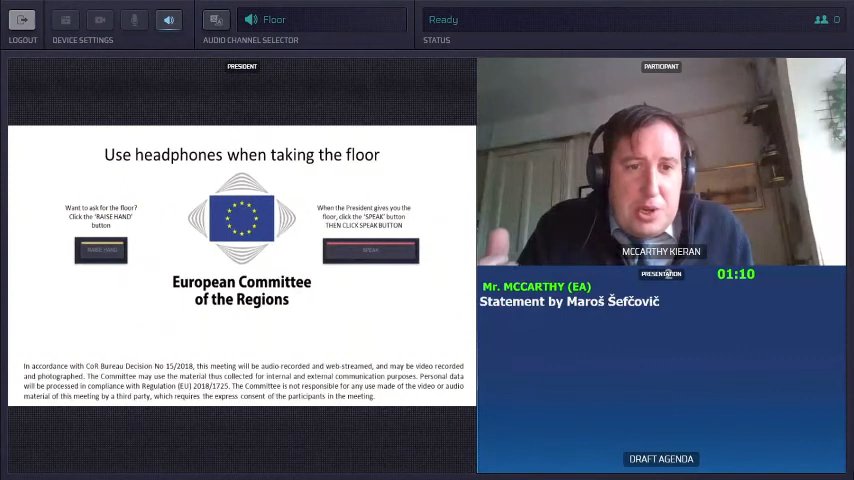 Floor
Ready
0
LOGOUT
DEVICE SETTINGS
AUDIO CHANNEL SELECTOR
STATUS
PRESIDENT
PARTICIPANT
Use headphones when taking the floor
Want to ask for the floor?
Click the 'RAISE HAND'
button
RAISE HAND
When the President gives you the
floor, click the 'SPEAK' button
THEN CLICK SPEAK BUTTON
SPEAK
European Committee
of the Regions
In accordance with CoR Bureau Decision No 15/2018, this meeting will be audio-recorded and web-streamed, and may be video recorded
and photographed. The Committee may use the material thus collected for internal and external communication purposes. Personal data
will be processed in compliance with Regulation (EU) 2018/1725. The Committee is not responsible for any use made of the video or audio
material of this meeting by a third party, which requires the express consent of the participants in the meeting.
MCCARTHY KIERAN
PRESENTATION
01:10
Mr. MCCARTHY (EA)
Statement by Maroš Šefčovič
DRAFT AGENDA